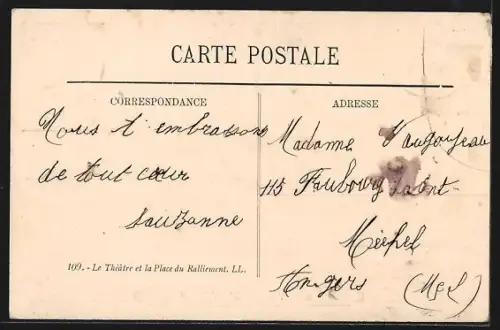 CARTE POSTALE
CORRESPONDANCE
Nous t'embrassons
de tout cœur
Sauzanne
109. - Le Théâtre et la Place du Ralliement. LL.
ADRESSE
Madame
115 Faubourg Saint-
Michel
Angers (M et L)